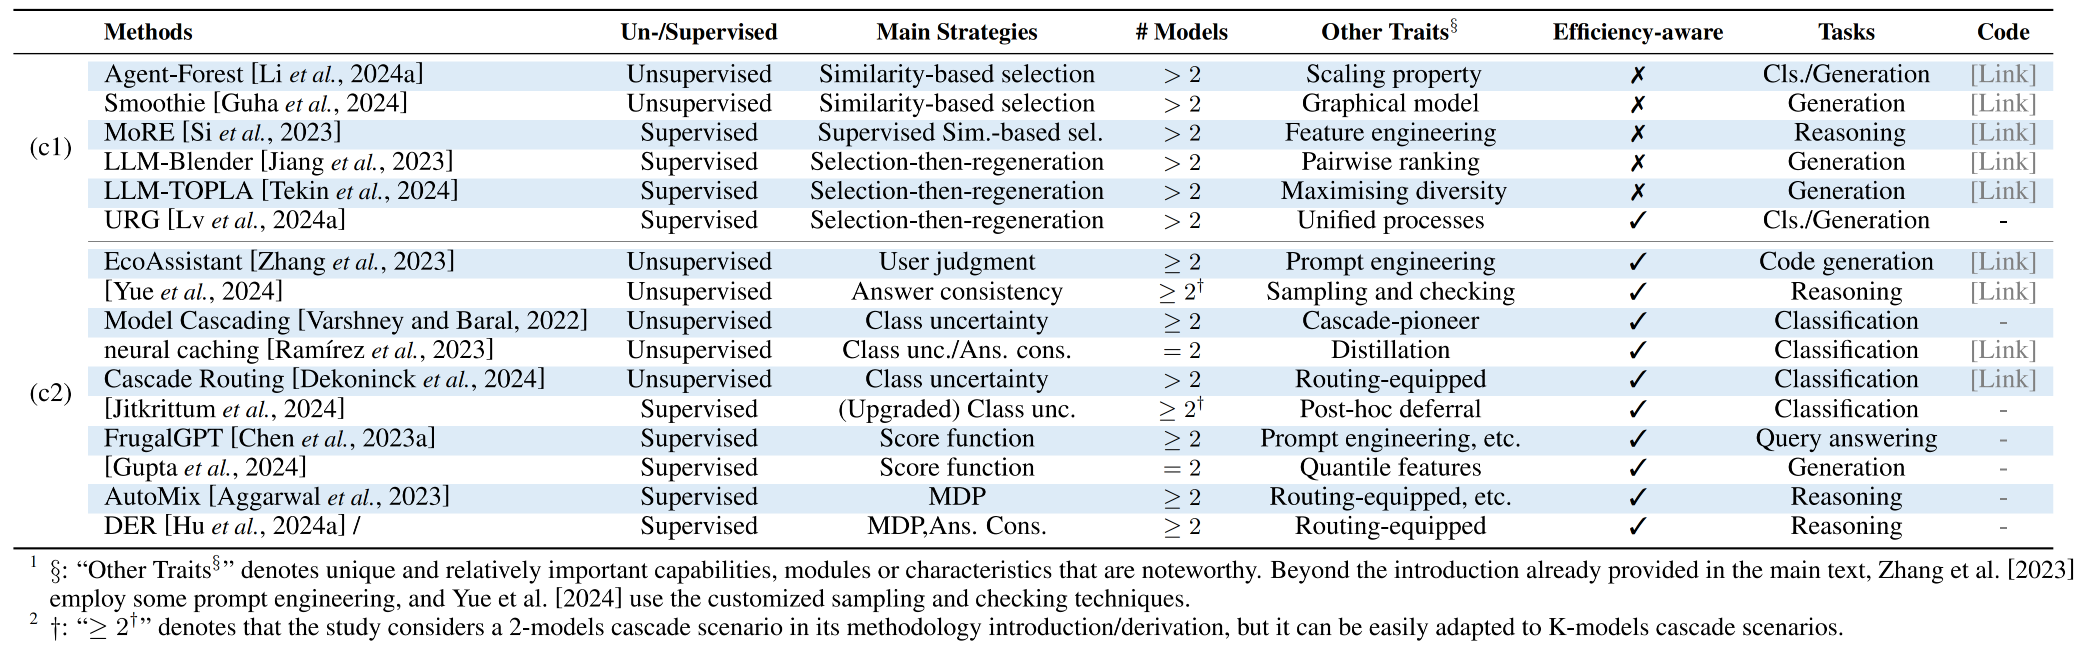 Methods Un-/Supervised Main Strategies # Models Other Traits§ Efficiency-aware Tasks Code
(c1)
Agent-Forest [Li et al., 2024a] Unsupervised Similarity-based selection > 2 Scaling property ✗ Cls./Generation [Link]
Smoothie [Guha et al., 2024] Unsupervised Similarity-based selection > 2 Graphical model ✗ Generation [Link]
MoRE [Si et al., 2023] Supervised Supervised Sim.-based sel. > 2 Feature engineering ✗ Reasoning [Link]
LLM-Blender [Jiang et al., 2023] Supervised Selection-then-regeneration > 2 Pairwise ranking ✗ Generation [Link]
LLM-TOPLA [Tekin et al., 2024] Supervised Selection-then-regeneration > 2 Maximising diversity ✗ Generation [Link]
URG [Lv et al., 2024a] Supervised Selection-then-regeneration > 2 Unified processes ✓ Cls./Generation -
(c2)
EcoAssistant [Zhang et al., 2023] Unsupervised User judgment ≥ 2 Prompt engineering ✓ Code generation [Link]
[Yue et al., 2024] Unsupervised Answer consistency ≥ 2† Sampling and checking ✓ Reasoning [Link]
Model Cascading [Varshney and Baral, 2022] Unsupervised Class uncertainty ≥ 2 Cascade-pioneer ✓ Classification -
neural caching [Ramírez et al., 2023] Unsupervised Class unc./Ans. cons. = 2 Distillation ✓ Classification [Link]
Cascade Routing [Dekoninck et al., 2024] Unsupervised Class uncertainty > 2 Routing-equipped ✓ Classification [Link]
[Jitkrittum et al., 2024] Supervised (Upgraded) Class unc. ≥ 2† Post-hoc deferral ✓ Classification -
FrugalGPT [Chen et al., 2023a] Supervised Score function ≥ 2 Prompt engineering, etc. ✓ Query answering -
[Gupta et al., 2024] Supervised Score function = 2 Quantile features ✓ Generation -
AutoMix [Aggarwal et al., 2023] Supervised MDP ≥ 2 Routing-equipped, etc. ✓ Reasoning -
DER [Hu et al., 2024a] / Supervised MDP,Ans. Cons. ≥ 2 Routing-equipped ✓ Reasoning -
1 §: “Other Traits§” denotes unique and relatively important capabilities, modules or characteristics that are noteworthy. Beyond the introduction already provided in the main text, Zhang et al. [2023]
employ some prompt engineering, and Yue et al. [2024] use the customized sampling and checking techniques.
2 †: “≥ 2†” denotes that the study considers a 2-models cascade scenario in its methodology introduction/derivation, but it can be easily adapted to K-models cascade scenarios.